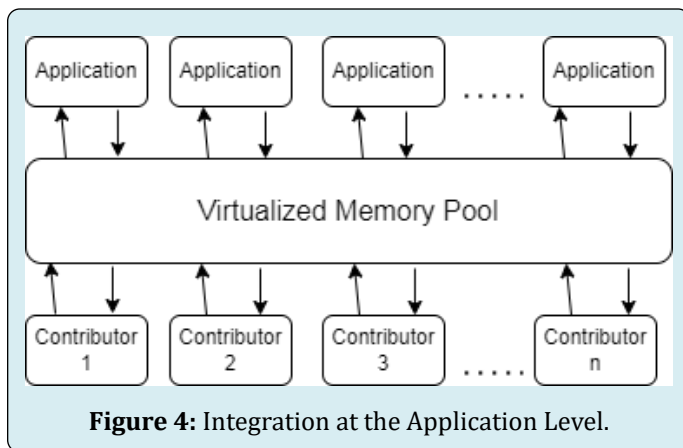 Application Application Application ..... Application
Virtualized Memory Pool
Contributor Contributor Contributor Contributor
1 2 3 ..... n
Figure 4: Integration at the Application Level.